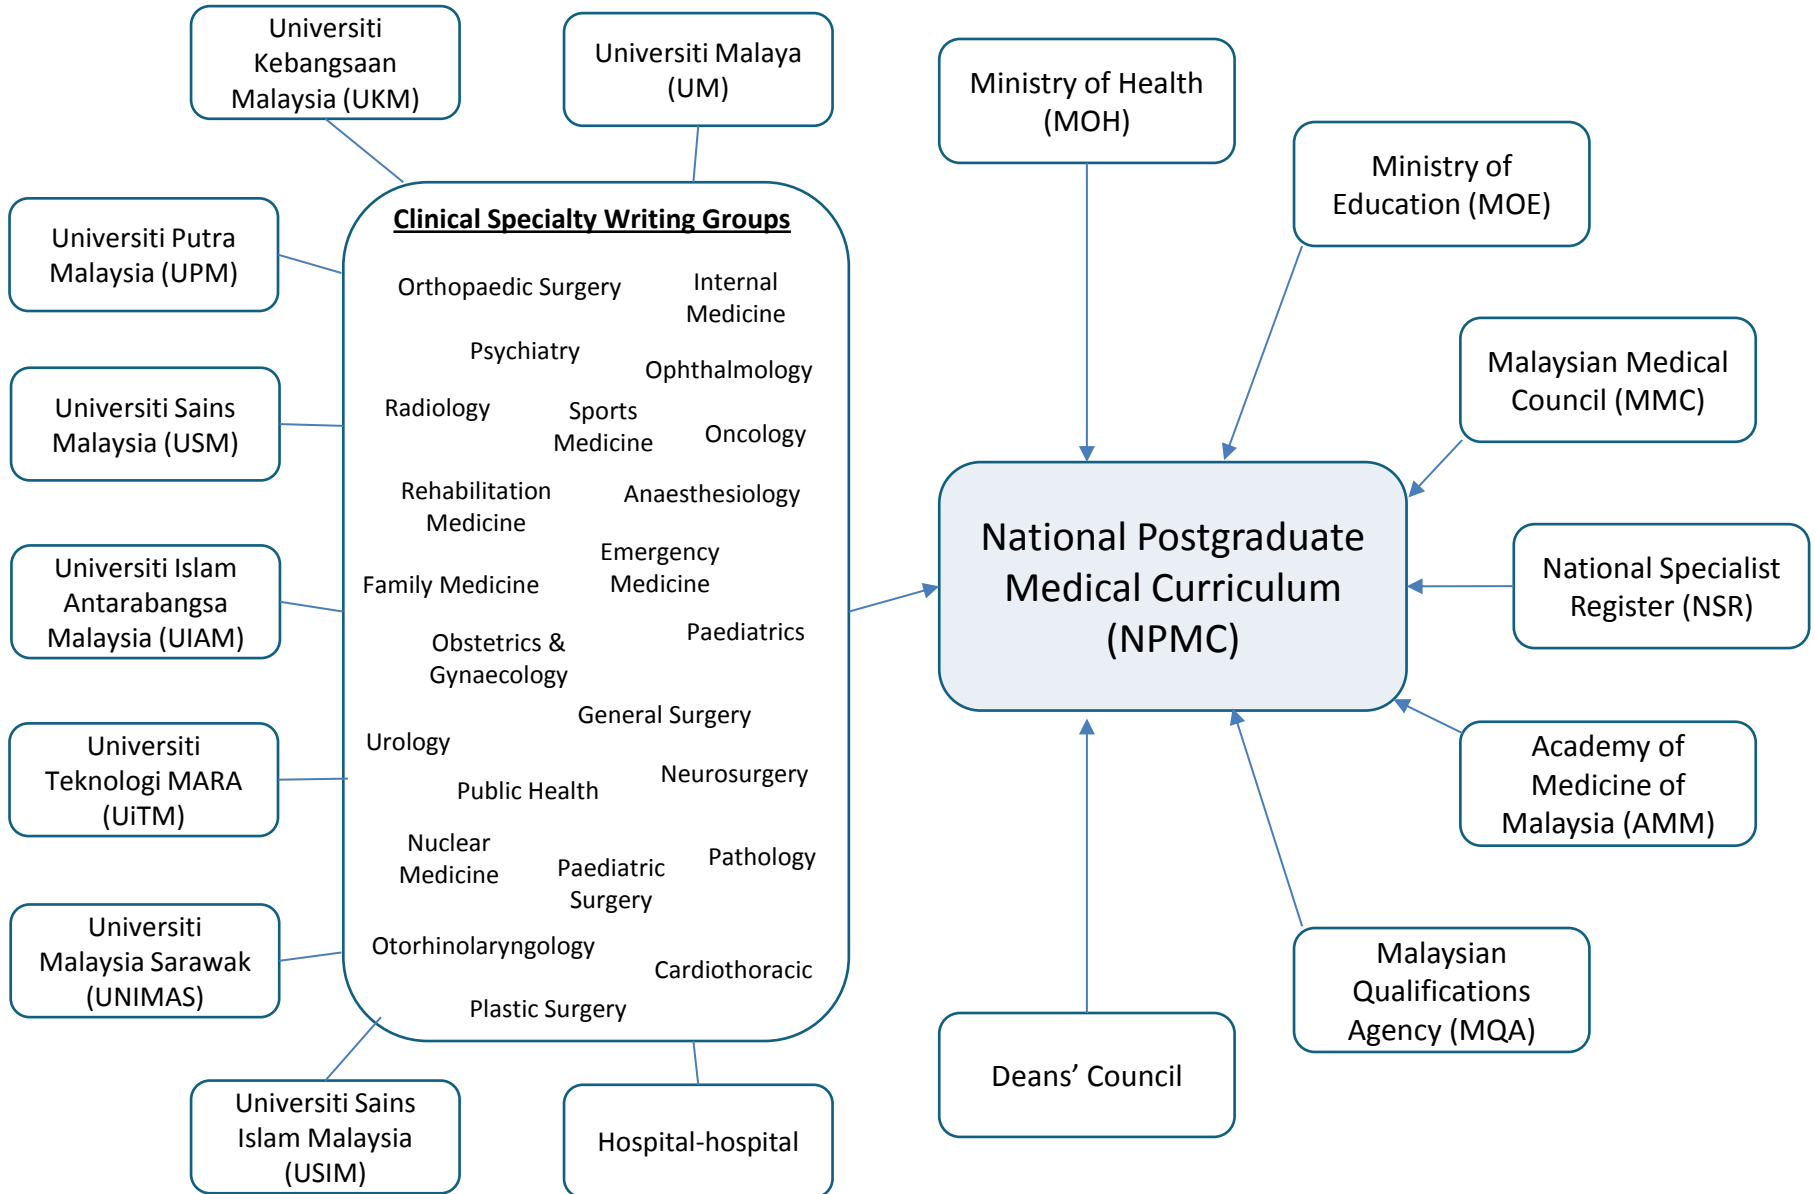 Universiti
Kebangsaan
Malaysia (UKM)
Universiti Malaya
(UM)
Universiti Putra
Malaysia (UPM)
Universiti Sains
Malaysia (USM)
Universiti Islam
Antarabangsa
Malaysia (UIAM)
Universiti
Teknologi MARA
(UiTM)
Universiti
Malaysia Sarawak
(UNIMAS)
Universiti Sains
Islam Malaysia
(USIM)
Hospital-hospital
Clinical Specialty Writing Groups
Orthopaedic Surgery
Internal
Medicine
Psychiatry
Ophthalmology
Radiology
Sports
Medicine
Oncology
Rehabilitation
Medicine
Anaesthesiology
Family Medicine
Emergency
Medicine
Obstetrics &
Gynaecology
Paediatrics
General Surgery
Urology
Neurosurgery
Public Health
Nuclear
Medicine
Paediatric
Surgery
Pathology
Otorhinolaryngology
Cardiothoracic
Plastic Surgery
National Postgraduate
Medical Curriculum
(NPMC)
Ministry of Health
(MOH)
Ministry of
Education (MOE)
Malaysian Medical
Council (MMC)
National Specialist
Register (NSR)
Academy of
Medicine of
Malaysia (AMM)
Malaysian
Qualifications
Agency (MQA)
Deans’ Council